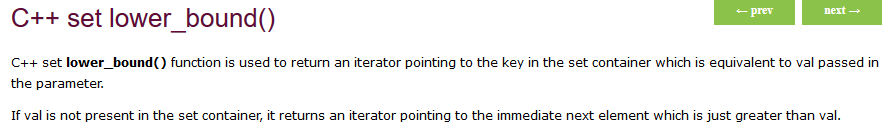 C++ set lower_bound()
← prev
next →
C++ set lower_bound() function is used to return an iterator pointing to the key in the set container which is equivalent to val passed in
the parameter.
If val is not present in the set container, it returns an iterator pointing to the immediate next element which is just greater than val.